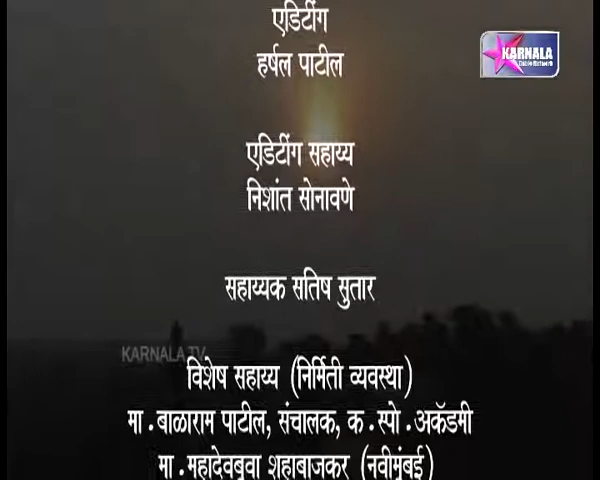 एडिटींग
हर्षल पाटील
KARNALA
एडिटींग सहाय्य
निशांत सोनावणे
सहाय्यक सतिष सुतार
KARNALA TV
विशेष सहाय्य (निर्मिती व्यवस्था)
मा . बाळाराम पाटील, संचालक, क . स्पो . अकॅडमी
मा . महादेवबुवा शहाबाजकर (नवीमुंबई)